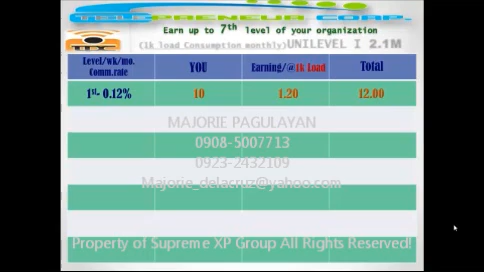 TELEPRENEUR CORP.
Earn up to 7th level of your organization
(1k load Consumption monthly) UNILEVEL I 2.1M
Level/wk/mo. Comm.rate YOU Earning/@1k Load Total
1st- 0.12% 10 1.20 12.00
MAJORIE PAGULAYAN
0908-5007713
0923-2432109
Majorie_delacruz@yahoo.com
Property of Supreme XP Group All Rights Reserved!